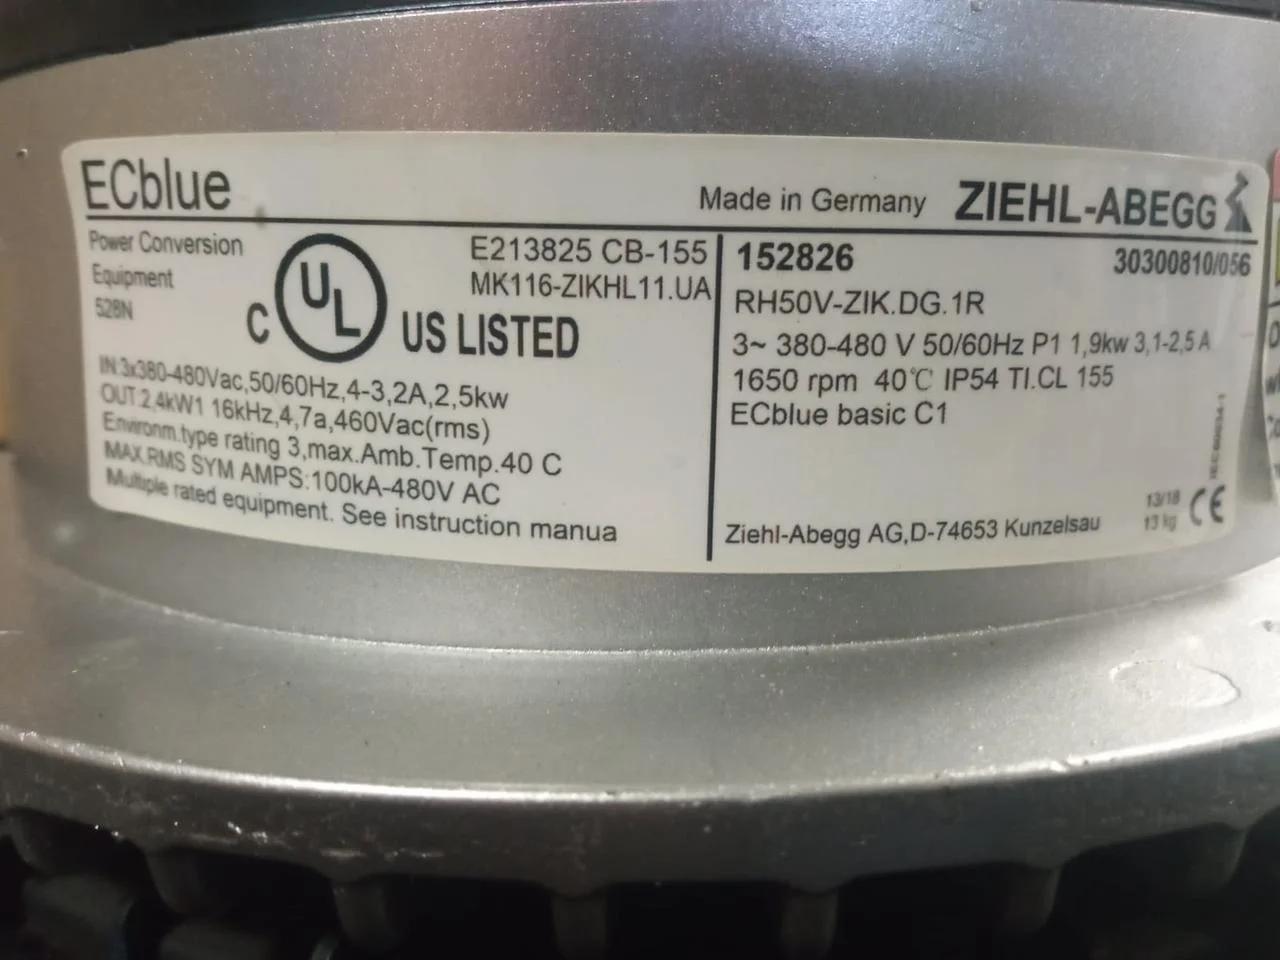 ECblue
Made in Germany ZIEHL-ABEGG
Power Conversion
Equipment
528N
C UL US LISTED
E213825 CB-155
MK116-ZIKHL11.UA
IN:3x380-480Vac,50/60Hz,4-3,2A,2,5kw
OUT:2,4kW1 16kHz,4,7a,460Vac(rms)
Environm.type rating 3,max.Amb.Temp.40 C
MAX.RMS SYM AMPS:100kA-480V AC
Multiple rated equipment. See instruction manua
152826 30300810/056
RH50V-ZIK.DG.1R
3~ 380-480 V 50/60Hz P1 1,9kw 3,1-2,5 A
1650 rpm 40℃ IP54 TI.CL 155
ECblue basic C1
IEC60034-1
13/18
13 kg CE
Ziehl-Abegg AG,D-74653 Kunzelsau